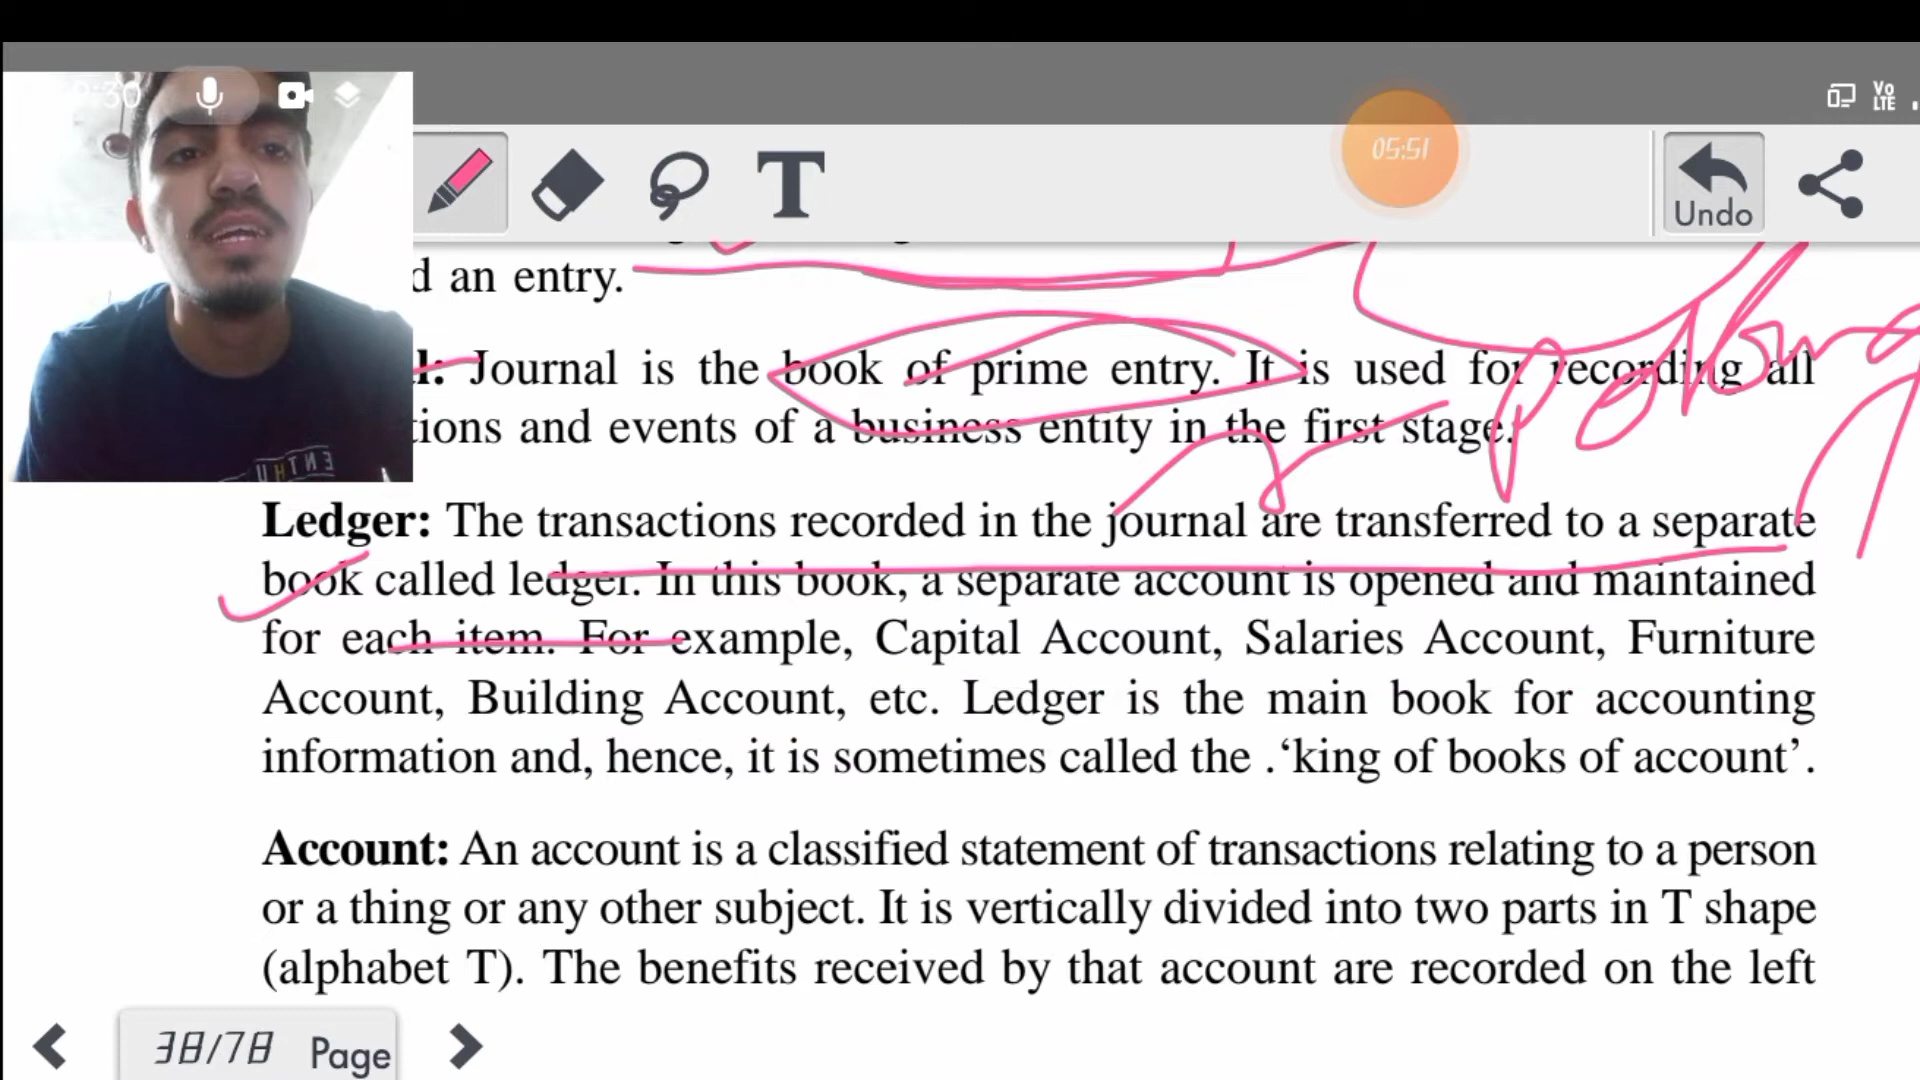 9:30
Vo
LTE
05:51
Undo
d an entry.
l: Journal is the book of prime entry. It is used for recording all
tions and events of a business entity in the first stage.
Ledger: The transactions recorded in the journal are transferred to a separate
book called ledger. In this book, a separate account is opened and maintained
for each item. For example, Capital Account, Salaries Account, Furniture
Account, Building Account, etc. Ledger is the main book for accounting
information and, hence, it is sometimes called the .‘king of books of account’.
Account: An account is a classified statement of transactions relating to a person
or a thing or any other subject. It is vertically divided into two parts in T shape
(alphabet T). The benefits received by that account are recorded on the left
38/78 Page